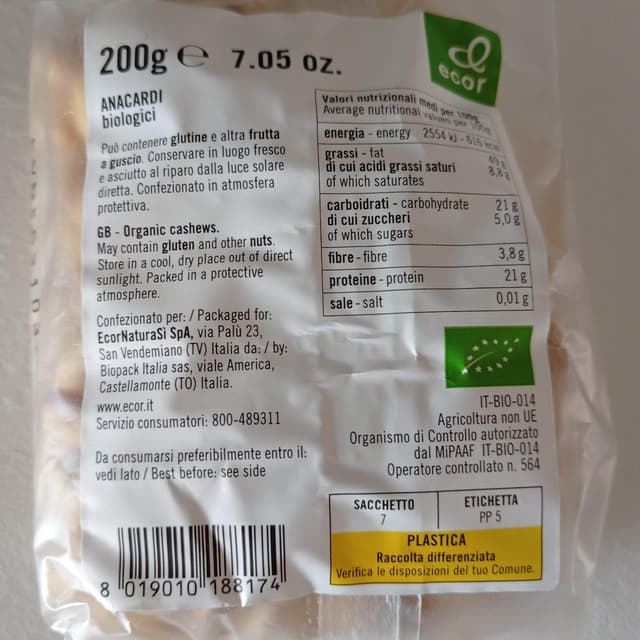 200g ℮ 7.05 oz.
ecor
ANACARDI
biologici
Può contenere glutine e altra frutta
a guscio. Conservare in luogo fresco
e asciutto al riparo dalla luce solare
diretta. Confezionato in atmosfera
protettiva.
GB - Organic cashews.
May contain gluten and other nuts.
Store in a cool, dry place out of direct
sunlight. Packed in a protective
atmosphere.
Confezionato per: / Packaged for:
EcorNaturaSì SpA, via Palù 23,
San Vendemiano (TV) Italia da: / by:
Biopack Italia sas, viale America,
Castellamonte (TO) Italia.
www.ecor.it
Servizio consumatori: 800-489311
Da consumarsi preferibilmente entro il:
vedi lato / Best before: see side
8 019010 188174
Valori nutrizionali medi per 100g
Average nutritional values per 100g
energia - energy 2554 kJ - 616 kcal
grassi - fat 49 g
di cui acidi grassi saturi 8,8 g
of which saturates
carboidrati - carbohydrate 21 g
di cui zuccheri 5,0 g
of which sugars
fibre - fibre 3,8 g
proteine - protein 21 g
sale - salt 0,01 g
IT-BIO-014
Agricoltura non UE
Organismo di Controllo autorizzato
dal MiPAAF IT-BIO-014
Operatore controllato n. 564
SACCHETTO ETICHETTA
7 PP 5
PLASTICA
Raccolta differenziata
Verifica le disposizioni del tuo Comune.